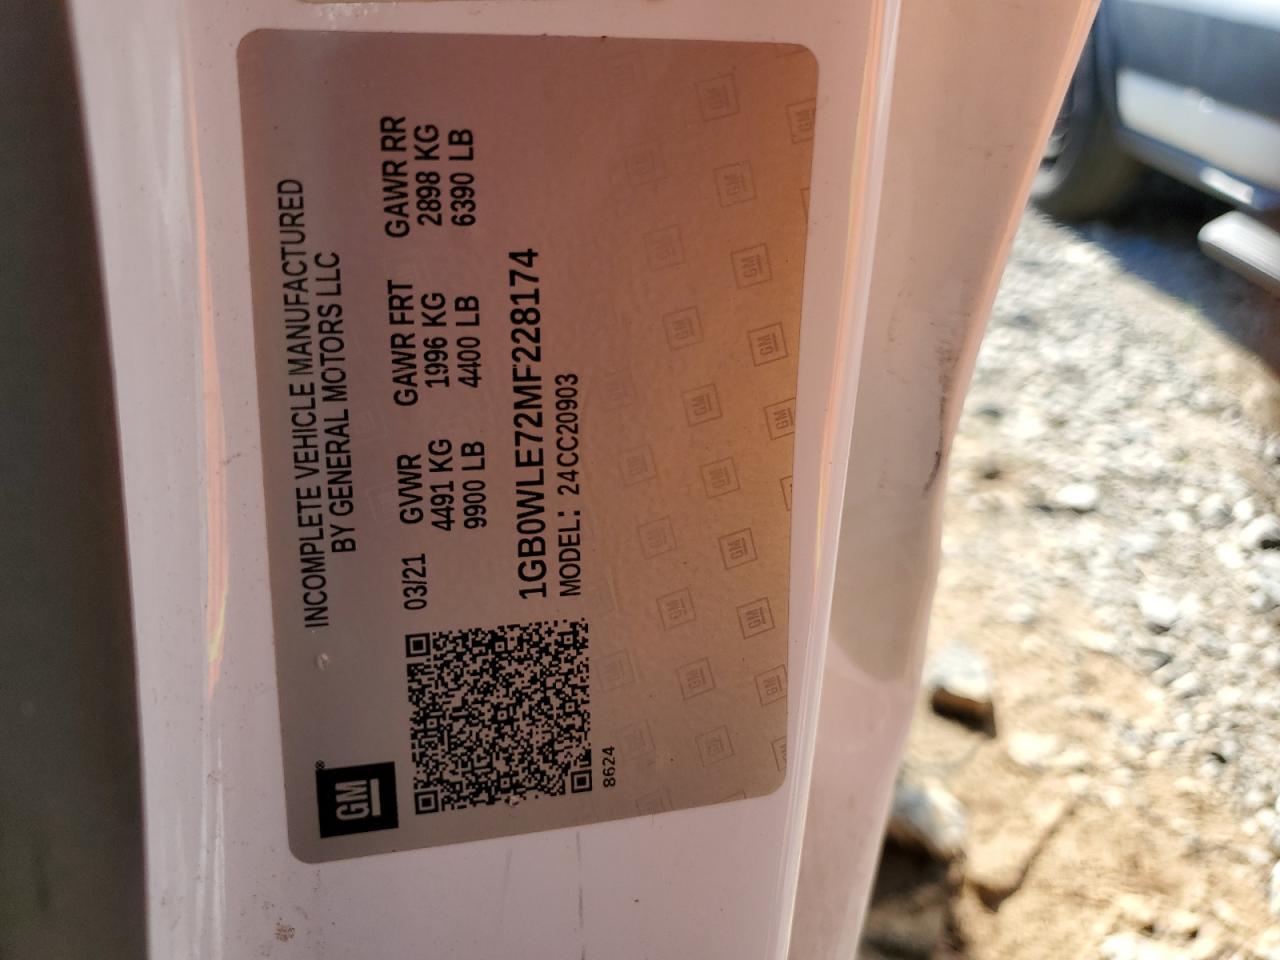 GM
INCOMPLETE VEHICLE MANUFACTURED
BY GENERAL MOTORS LLC
03/21 GVWR GAWR FRT GAWR RR
4491 KG 1996 KG 2898 KG
9900 LB 4400 LB 6390 LB
1GB0WLE72MF228174
MODEL: 24CC20903
8624